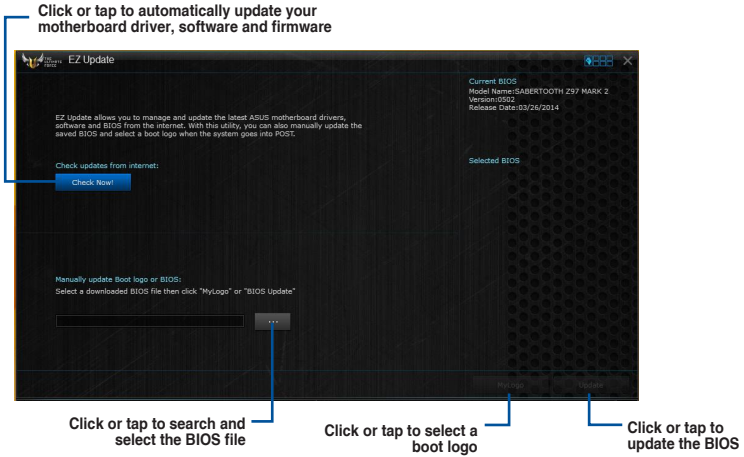 Click or tap to automatically update your
motherboard driver, software and firmware
THE
ULTIMATE
FORCE
EZ Update
Current BIOS
Model Name:SABERTOOTH Z97 MARK 2
Version:0502
Release Date:03/26/2014
EZ Update allows you to manage and update the latest ASUS motherboard drivers,
software and BIOS from the internet. With this utility, you can also manually update the
saved BIOS and select a boot logo when the system goes into POST.
Check updates from internet:
Selected BIOS
Check Now!
Manually update Boot logo or BIOS:
Select a downloaded BIOS file then click "MyLogo" or "BIOS Update"
...
MyLogo
Update
Click or tap to search and
select the BIOS file
Click or tap to select a
boot logo
Click or tap to
update the BIOS